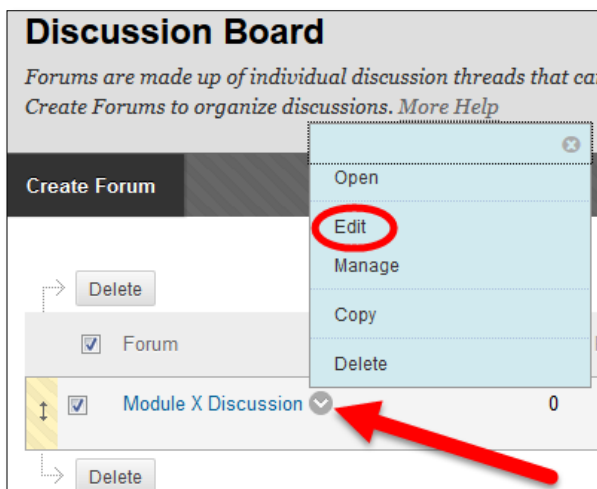 Discussion Board
Forums are made up of individual discussion threads that
Create Forums to organize discussions. More Help
Create Forum
Open
Edit
Manage
Copy
Delete
Delete
Forum
Module X Discussion 0
Delete